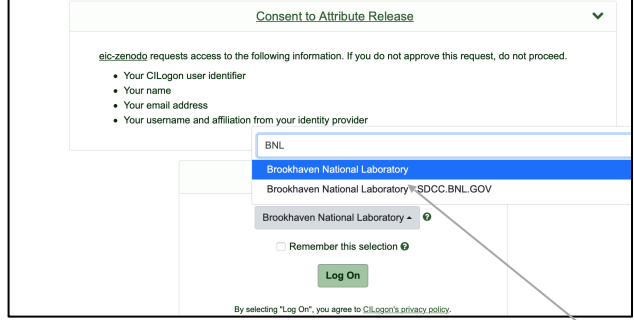 Consent to Attribute Release
eic-zenodo requests access to the following information. If you do not approve this request, do not proceed.
• Your CILogon user identifier
• Your name
• Your email address
• Your username and affiliation from your identity provider
BNL
Brookhaven National Laboratory
Brookhaven National Laboratory - SDCC.BNL.GOV
Brookhaven National Laboratory
Remember this selection
Log On
By selecting "Log On", you agree to CILogon's privacy policy.